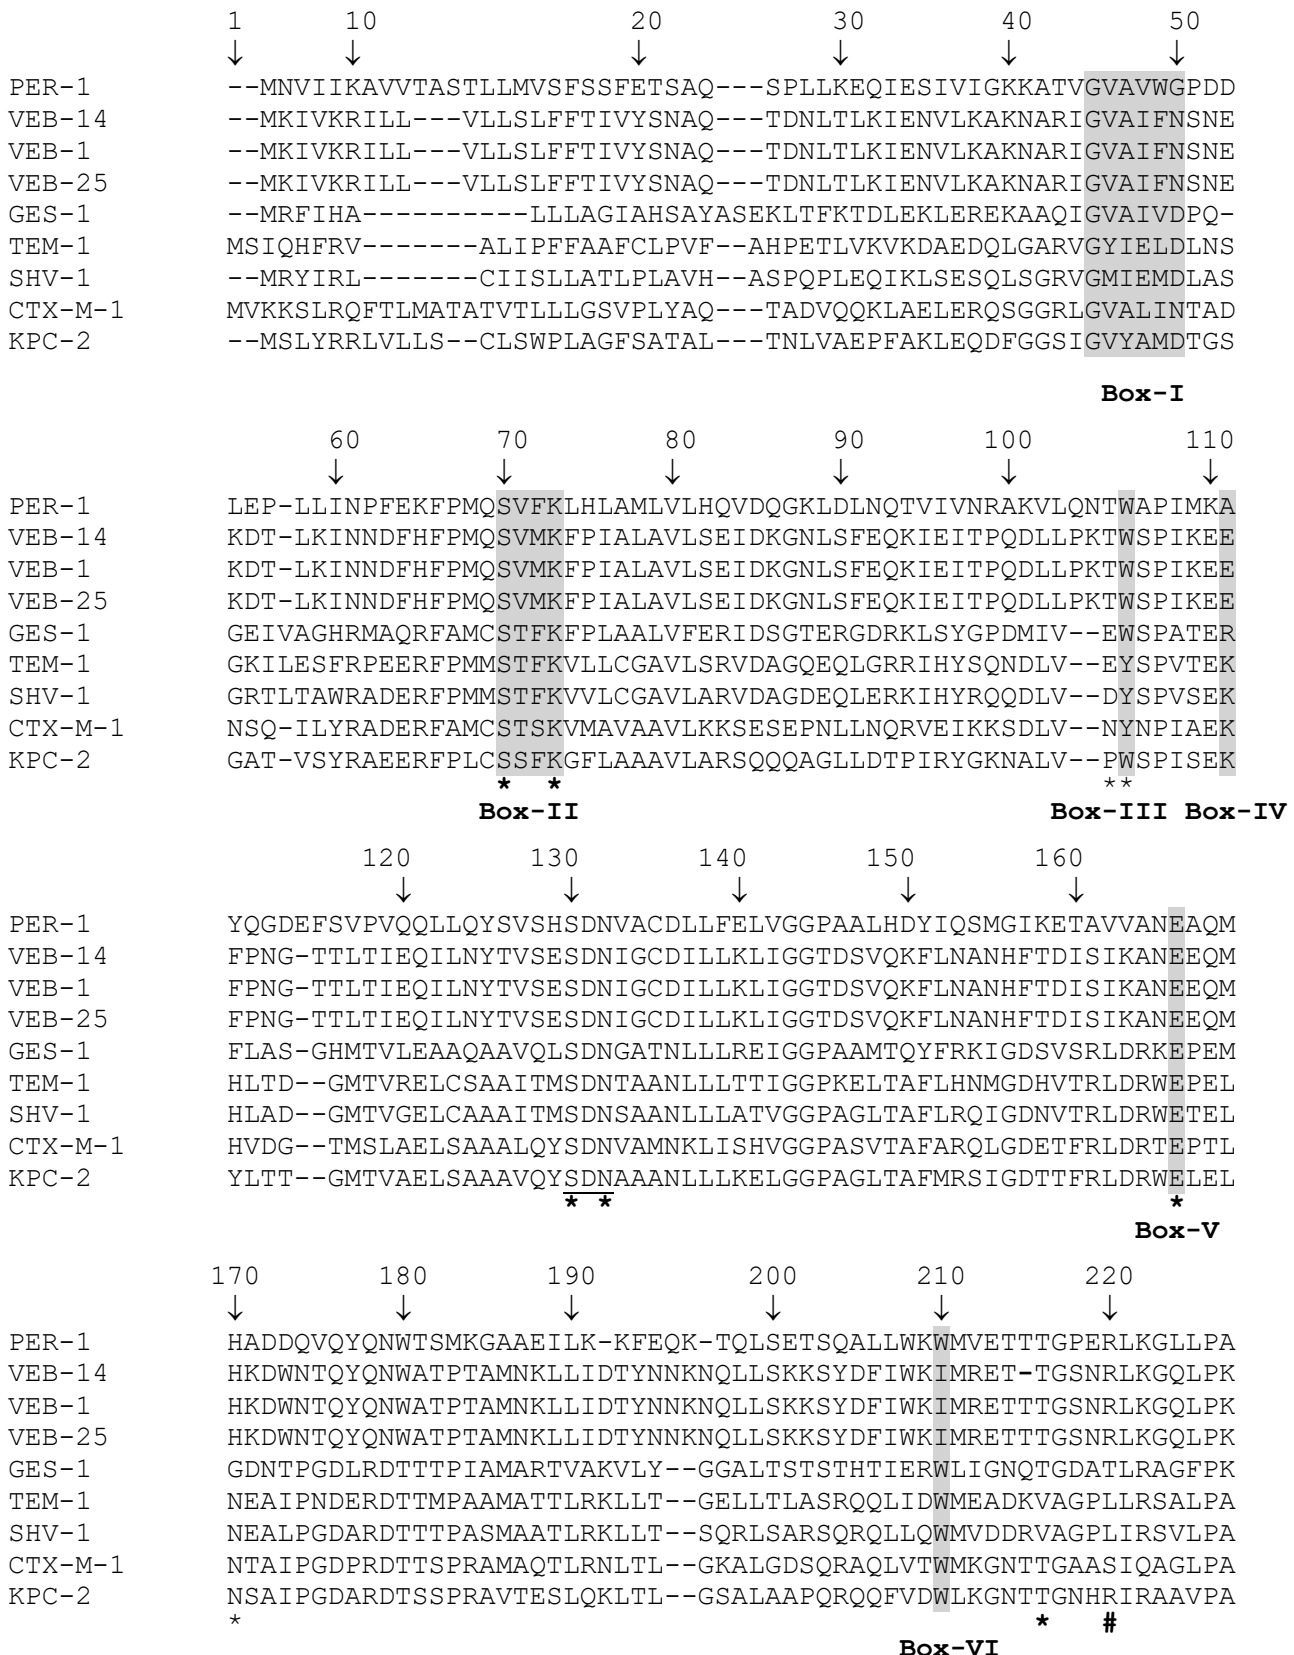 1 10 20 30 40 50
↓ ↓ ↓ ↓ ↓ ↓
PER-1 --MNVIIKAVVTASTLLMVSFSSFETSAQ---SPLLKEQIESIVIGKKATVGVAVWGPDD
VEB-14 --MKIVKRILL---VLLSLFFTIVYSNAQ---TDNLTLKIENVLKAKNARIGVAIFNSNE
VEB-1 --MKIVKRILL---VLLSLFFTIVYSNAQ---TDNLTLKIENVLKAKNARIGVAIFNSNE
VEB-25 --MKIVKRILL---VLLSLFFTIVYSNAQ---TDNLTLKIENVLKAKNARIGVAIFNSNE
GES-1 --MRFIHA----------LLLAGIAHSAYASEKLTFKTDLEKLEREKAAQIGVAIVDPQ-
TEM-1 MSIQHFRV-------ALIPFFAAFCLPVF--AHPETLVKVKDAEDQLGARVGYIELDLNS
SHV-1 --MRYIRL-------CIISLLATLPLAVH--ASPQPLEQIKLSESQLSGRVGMIEMDLAS
CTX-M-1 MVKKSLRQFTLMATATVTLLLGSVPLYAQ---TADVQQKLAELERQSGGRLGVALINTAD
KPC-2 --MSLYRRLVLLS--CLSWPLAGFSATAL---TNLVAEPFAKLEQDFGGSIGVYAMDTGS
Box-I
60 70 80 90 100 110
↓ ↓ ↓ ↓ ↓ ↓
PER-1 LEP-LLINPFEKFPMQSVFKLHLAMLVLHQVDQGKLDLNQTVIVNRAKVLQNTWAPIMKA
VEB-14 KDT-LKINNDFHFPMQSVMKFPIALAVLSEIDKGNLSFEQKIEITPQDLLPKTWSPIKEE
VEB-1 KDT-LKINNDFHFPMQSVMKFPIALAVLSEIDKGNLSFEQKIEITPQDLLPKTWSPIKEE
VEB-25 KDT-LKINNDFHFPMQSVMKFPIALAVLSEIDKGNLSFEQKIEITPQDLLPKTWSPIKEE
GES-1 GEIVAGHRMAQRFAMCSTFKFPLAALVFERIDSGTERGDRKLSYGPDMIV--EWSPATER
TEM-1 GKILESFRPEERFPMMSTFKVLLCGAVLSRVDAGQEQLGRRIHYSQNDLV--EYSPVTEK
SHV-1 GRTLTAWRADERFPMMSTFKVVLCGAVLARVDAGDEQLERKIHYRQQDLV--DYSPVSEK
CTX-M-1 NSQ-ILYRADERFAMCSTSKVMAVAAVLKKSESEPNLLNQRVEIKKSDLV--NYNPIAEK
KPC-2 GAT-VSYRAEERFPLCSSFKGFLAAAVLARSQQQAGLLDTPIRYGKNALV--PWSPISEK
* * **
Box-II Box-III Box-IV
120 130 140 150 160
↓ ↓ ↓ ↓ ↓
PER-1 YQGDEFSVPVQQLLQYSVSHSDNVACDLLFELVGGPAALHDYIQSMGIKETAVVANEAQM
VEB-14 FPNG-TTLTIEQILNYTVSESDNIGCDILLKLIGGTDSVQKFLNANHFTDISIKANEEQM
VEB-1 FPNG-TTLTIEQILNYTVSESDNIGCDILLKLIGGTDSVQKFLNANHFTDISIKANEEQM
VEB-25 FPNG-TTLTIEQILNYTVSESDNIGCDILLKLIGGTDSVQKFLNANHFTDISIKANEEQM
GES-1 FLAS-GHMTVLEAAQAAVQLSDNGATNLLLREIGGPAAMTQYFRKIGDSVSRLDRKEPEM
TEM-1 HLTD--GMTVRELCSAAITMSDNTAANLLLTTIGGPKELTAFLHNMGDHVTRLDRWEPEL
SHV-1 HLAD--GMTVGELCAAAITMSDNSAANLLLATVGGPAGLTAFLRQIGDNVTRLDRWETEL
CTX-M-1 HVDG--TMSLAELSAAALQYSDNVAMNKLISHVGGPASVTAFARQLGDETFRLDRTEPTL
KPC-2 YLTT--GMTVAELSAAAVQYSDNAAANLLLKELGGPAGLTAFMRSIGDTTFRLDRWELEL
* * *
Box-V
170 180 190 200 210 220
↓ ↓ ↓ ↓ ↓ ↓
PER-1 HADDQVQYQNWTSMKGAAEILK-KFEQK-TQLSETSQALLWKWMVETTTGPERLKGLLPA
VEB-14 HKDWNTQYQNWATPTAMNKLLIDTYNNKNQLLSKKSYDFIWKIMRET-TGSNRLKGQLPK
VEB-1 HKDWNTQYQNWATPTAMNKLLIDTYNNKNQLLSKKSYDFIWKIMRETTTGSNRLKGQLPK
VEB-25 HKDWNTQYQNWATPTAMNKLLIDTYNNKNQLLSKKSYDFIWKIMRETTTGSNRLKGQLPK
GES-1 GDNTPGDLRDTTTPIAMARTVAKVLY--GGALTSTSTHTIERWLIGNQTGDATLRAGFPK
TEM-1 NEAIPNDERDTTMPAAMATTLRKLLT--GELLTLASRQQLIDWMEADKVAGPLLRSALPA
SHV-1 NEALPGDARDTTTPASMAATLRKLLT--SQRLSARSQRQLLQWMVDDRVAGPLIRSVLPA
CTX-M-1 NTAIPGDPRDTTSPRAMAQTLRNLTL--GKALGDSQRAQLVTWMKGNTTGAASIQAGLPA
KPC-2 NSAIPGDARDTSSPRAVTESLQKLTL--GSALAAPQRQQFVDWLKGNTTGNHRIRAAVPA
* * #
Box-VI